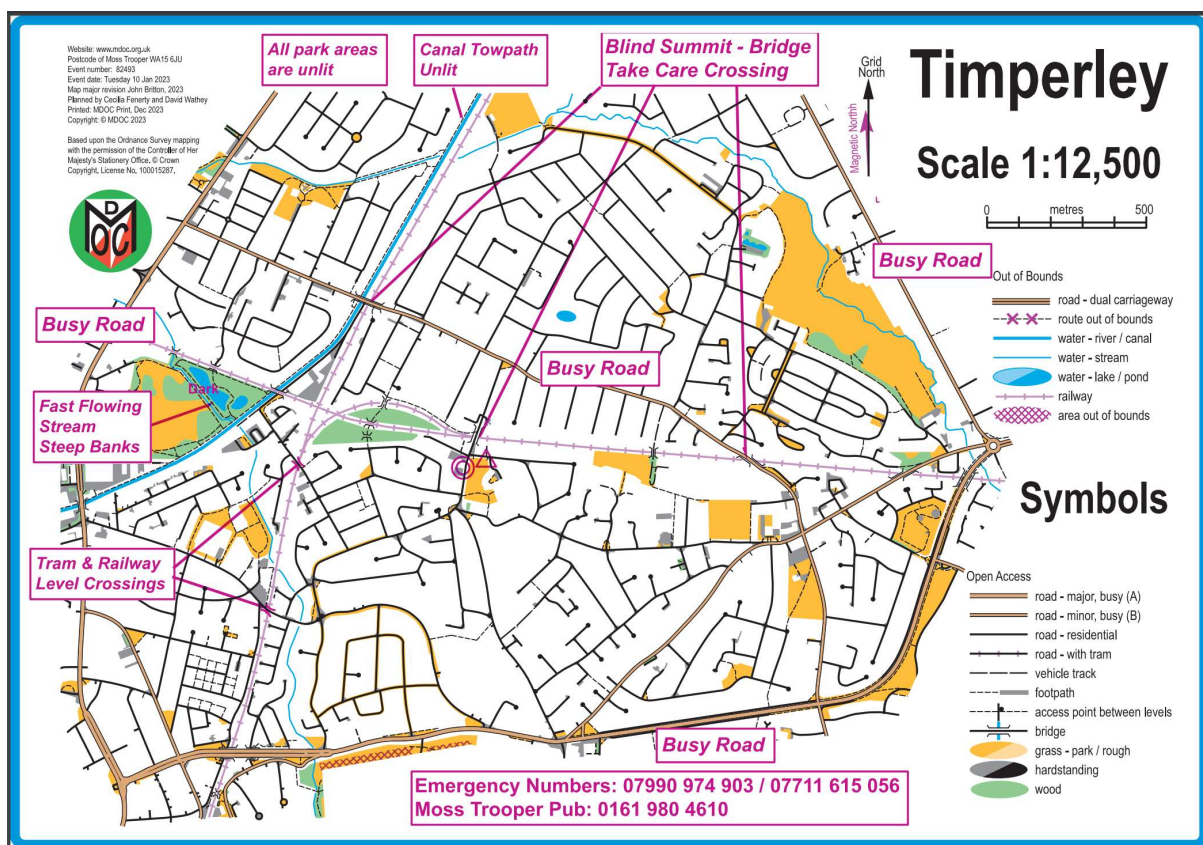 Website: www.mdoc.org.uk
Postcode of Moss Trooper WA15 6JU
Event number: 82493
Event date: Tuesday 10 Jan 2023
Map major revision John Britton, 2023
Planned by Cecilia Fenerty and David Wathey
Printed: MDOC Print, Dec 2023
Copyright: © MDOC 2023
Based upon the Ordnance Survey mapping
with the permission of the Controller of Her
Majesty's Stationery Office. © Crown
Copyright, License No, 100015287,
D
M
OC
All park areas
are unlit
Canal Towpath
Unlit
Blind Summit - Bridge
Take Care Crossing
Grid
North
Magnetic Northh
Timperley
Scale 1:12,500
0 metres 500
L
Busy Road
Busy Road
Busy Road
Dark
Fast Flowing
Stream
Steep Banks
Tram & Railway
Level Crossings
Busy Road
Emergency Numbers: 07990 974 903 / 07711 615 056
Moss Trooper Pub: 0161 980 4610
Out of Bounds
road - dual carriageway
route out of bounds
water - river / canal
water - stream
water - lake / pond
railway
area out of bounds
Symbols
Open Access
road - major, busy (A)
road - minor, busy (B)
road - residential
road - with tram
vehicle track
footpath
access point between levels
bridge
grass - park / rough
hardstanding
wood